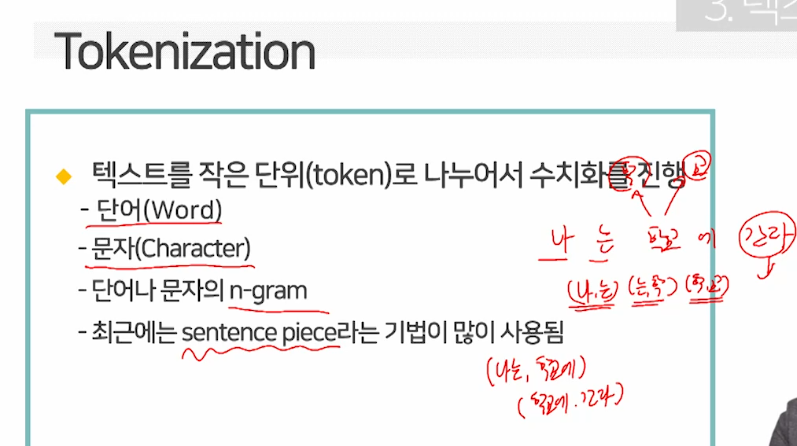 3. 텍스
Tokenization
텍스트를 작은 단위(token)로 나누어서 수치화를 진행
- 단어(Word)
- 문자(Character)
- 단어나 문자의 n-gram
- 최근에는 sentence piece라는 기법이 많이 사용됨
학 교
나 는 학교 에 간다
(나, 는) (는, 학) (학, 교)
(나는, 학교에)
(학교에, 간다)